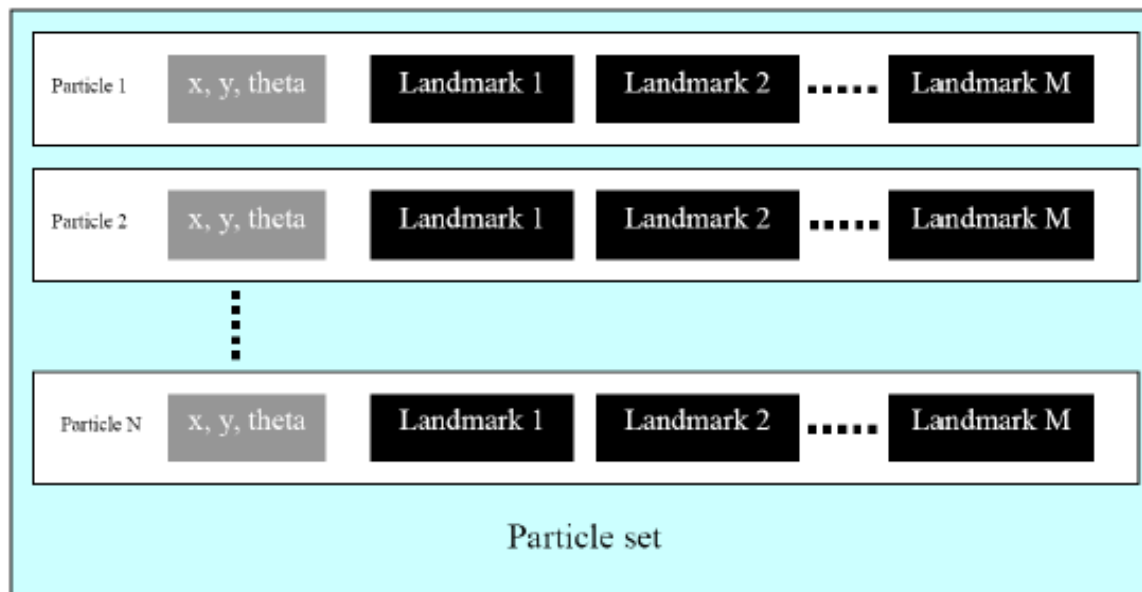 Particle 1 x, y, theta Landmark 1 Landmark 2 Landmark M
Particle 2 x, y, theta Landmark 1 Landmark 2 Landmark M
Particle N x, y, theta Landmark 1 Landmark 2 Landmark M
Particle set